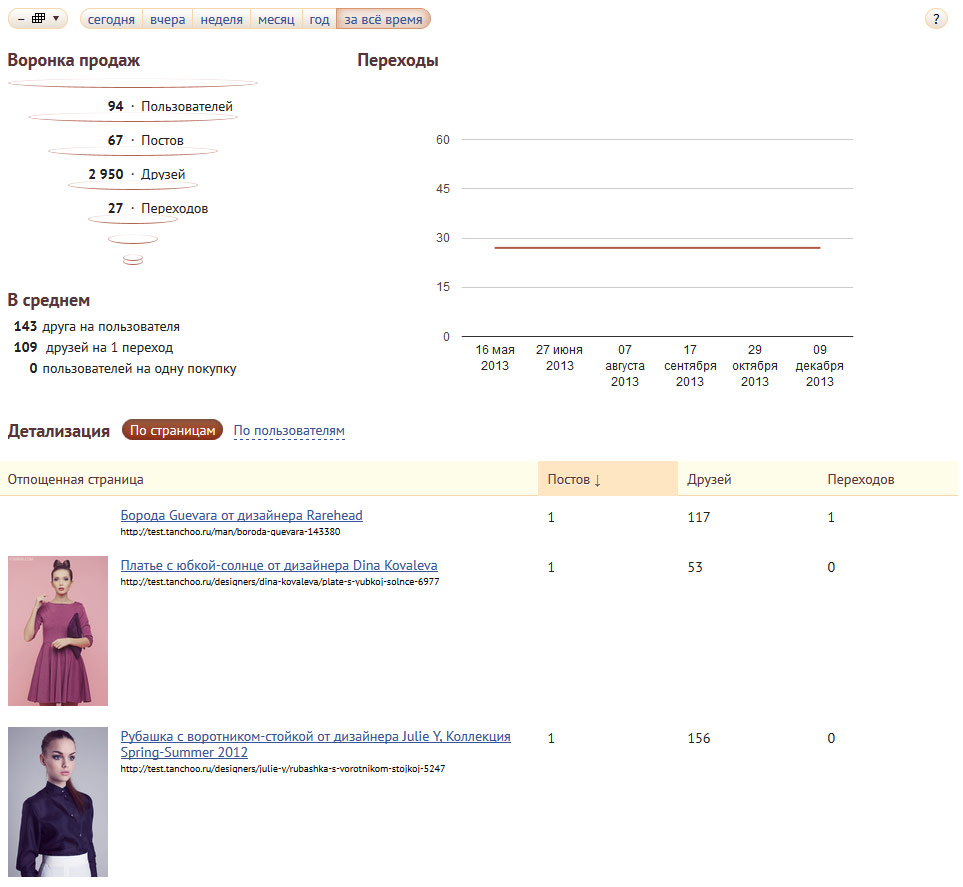 сегодня вчера неделя месяц год за всё время ?
Воронка продаж
94 · Пользователей
67 · Постов
2 950 · Друзей
27 · Переходов
В среднем
143 друга на пользователя
109 друзей на 1 переход
0 пользователей на одну покупку
Переходы
60
45
30
15
0
16 мая 2013
27 июня 2013
07 августа 2013
17 сентября 2013
29 октября 2013
09 декабря 2013
Детализация По страницам По пользователям
Отпощенная страница Постов ↓ Друзей Переходов
Борода Guevara от дизайнера Rarehead 1 117 1
http://test.tanchoo.ru/man/boroda-guevara-143380
Платье с юбкой-солнце от дизайнера Dina Kovaleva 1 53 0
http://test.tanchoo.ru/designers/dina-kovaleva/plate-s-yubkoj-solnce-6977
Рубашка с воротником-стойкой от дизайнера Julie Y, Коллекция 1 156 0
Spring-Summer 2012
http://test.tanchoo.ru/designers/julie-y/rubashka-s-vorotnikom-stojkoj-5247